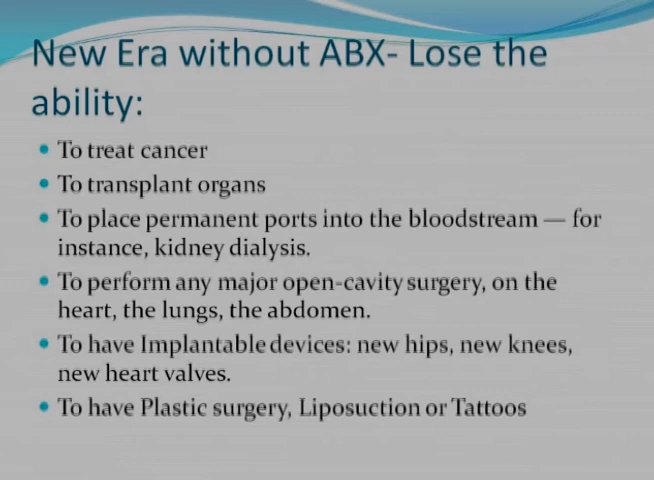 New Era without ABX- Lose the
ability:
To treat cancer
To transplant organs
To place permanent ports into the bloodstream — for
instance, kidney dialysis.
To perform any major open-cavity surgery, on the
heart, the lungs, the abdomen.
To have Implantable devices: new hips, new knees,
new heart valves.
To have Plastic surgery, Liposuction or Tattoos